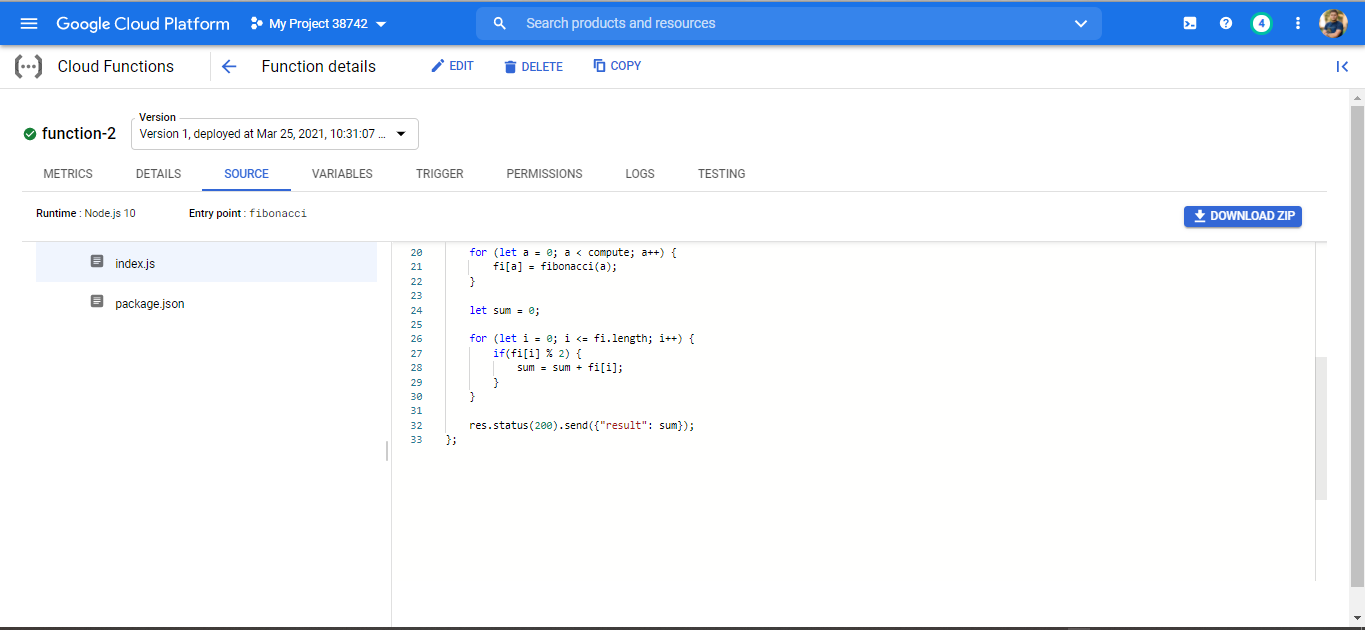 Google Cloud Platform My Project 38742 Search products and resources 4
Cloud Functions Function details EDIT DELETE COPY
function-2 Version
Version 1, deployed at Mar 25, 2021, 10:31:07 ...
METRICS DETAILS SOURCE VARIABLES TRIGGER PERMISSIONS LOGS TESTING
Runtime : Node.js 10 Entry point : fibonacci DOWNLOAD ZIP
index.js
package.json
20 for (let a = 0; a < compute; a++) {
21 fi[a] = fibonacci(a);
22 }
23
24 let sum = 0;
25
26 for (let i = 0; i <= fi.length; i++) {
27 if(fi[i] % 2) {
28 sum = sum + fi[i];
29 }
30 }
31
32 res.status(200).send({"result": sum});
33 };